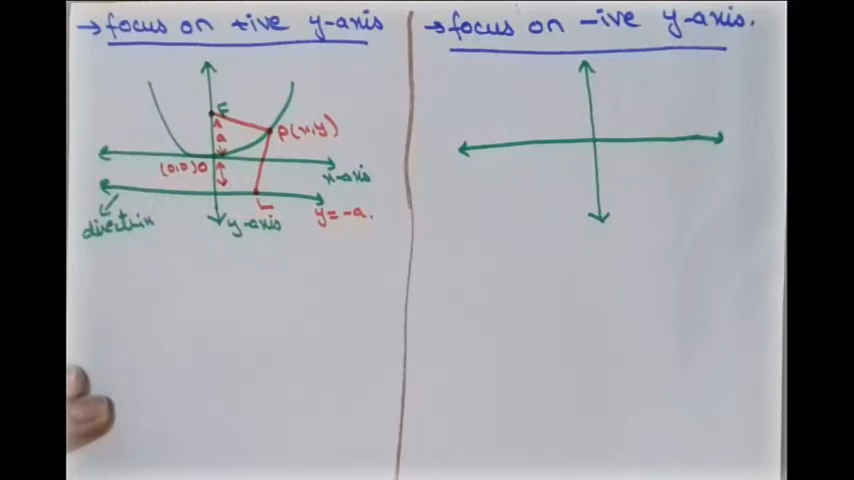 →focus on +ive y-axis
F
a
P(x,y)
(0,0)O
x-axis
L
directrix
y-axis
y=-a.
→focus on -ive y-axis.